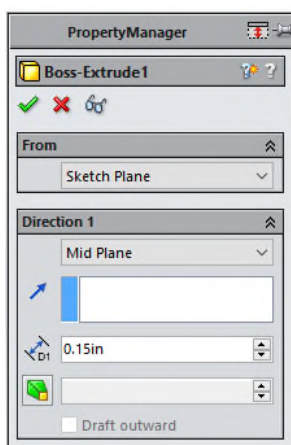 PropertyManager
Boss-Extrude1
From
Sketch Plane
Direction 1
Mid Plane
D1
0.15in
Draft outward